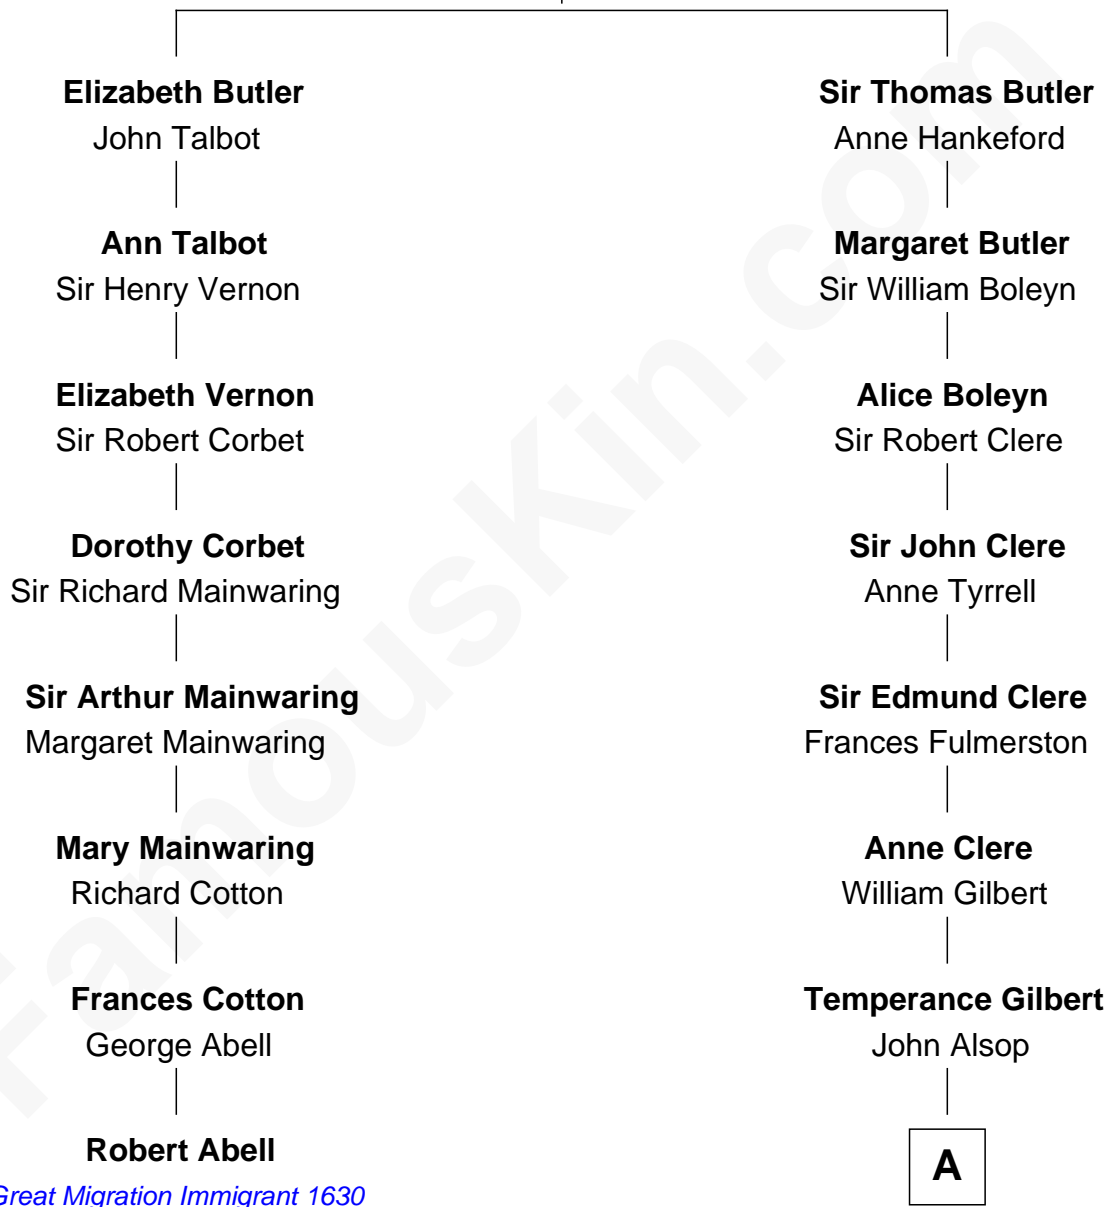 Elizabeth Butler
John Talbot
Ann Talbot
Sir Henry Vernon
Elizabeth Vernon
Sir Robert Corbet
Dorothy Corbet
Sir Richard Mainwaring
Sir Arthur Mainwaring
Margaret Mainwaring
Mary Mainwaring
Richard Cotton
Frances Cotton
George Abell
Robert Abell
Great Migration Immigrant 1630
Sir Thomas Butler
Anne Hankeford
Margaret Butler
Sir William Boleyn
Alice Boleyn
Sir Robert Clere
Sir John Clere
Anne Tyrrell
Sir Edmund Clere
Frances Fulmerston
Anne Clere
William Gilbert
Temperance Gilbert
John Alsop
A
FamousKin.com